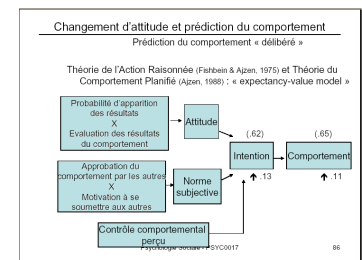 Changement d'attitude et prédiction du comportement
Prédiction du comportement « délibéré »
Théorie de l'Action Raisonnée (Fishbein & Ajzen, 1975) et Théorie du
Comportement Planifié (Ajzen, 1988) : « expectancy-value model »
Probabilité d'apparition
des résultats
X
Evaluation des résultats
du comportement
Attitude
(.62)
(.65)
Intention
Comportement
.13
.11
Approbation du
comportement par les autres
X
Motivation à se
soumettre aux autres
Norme
subjective
Contrôle comportemental
perçu
Psychologie Sociale - PSYC0017
86